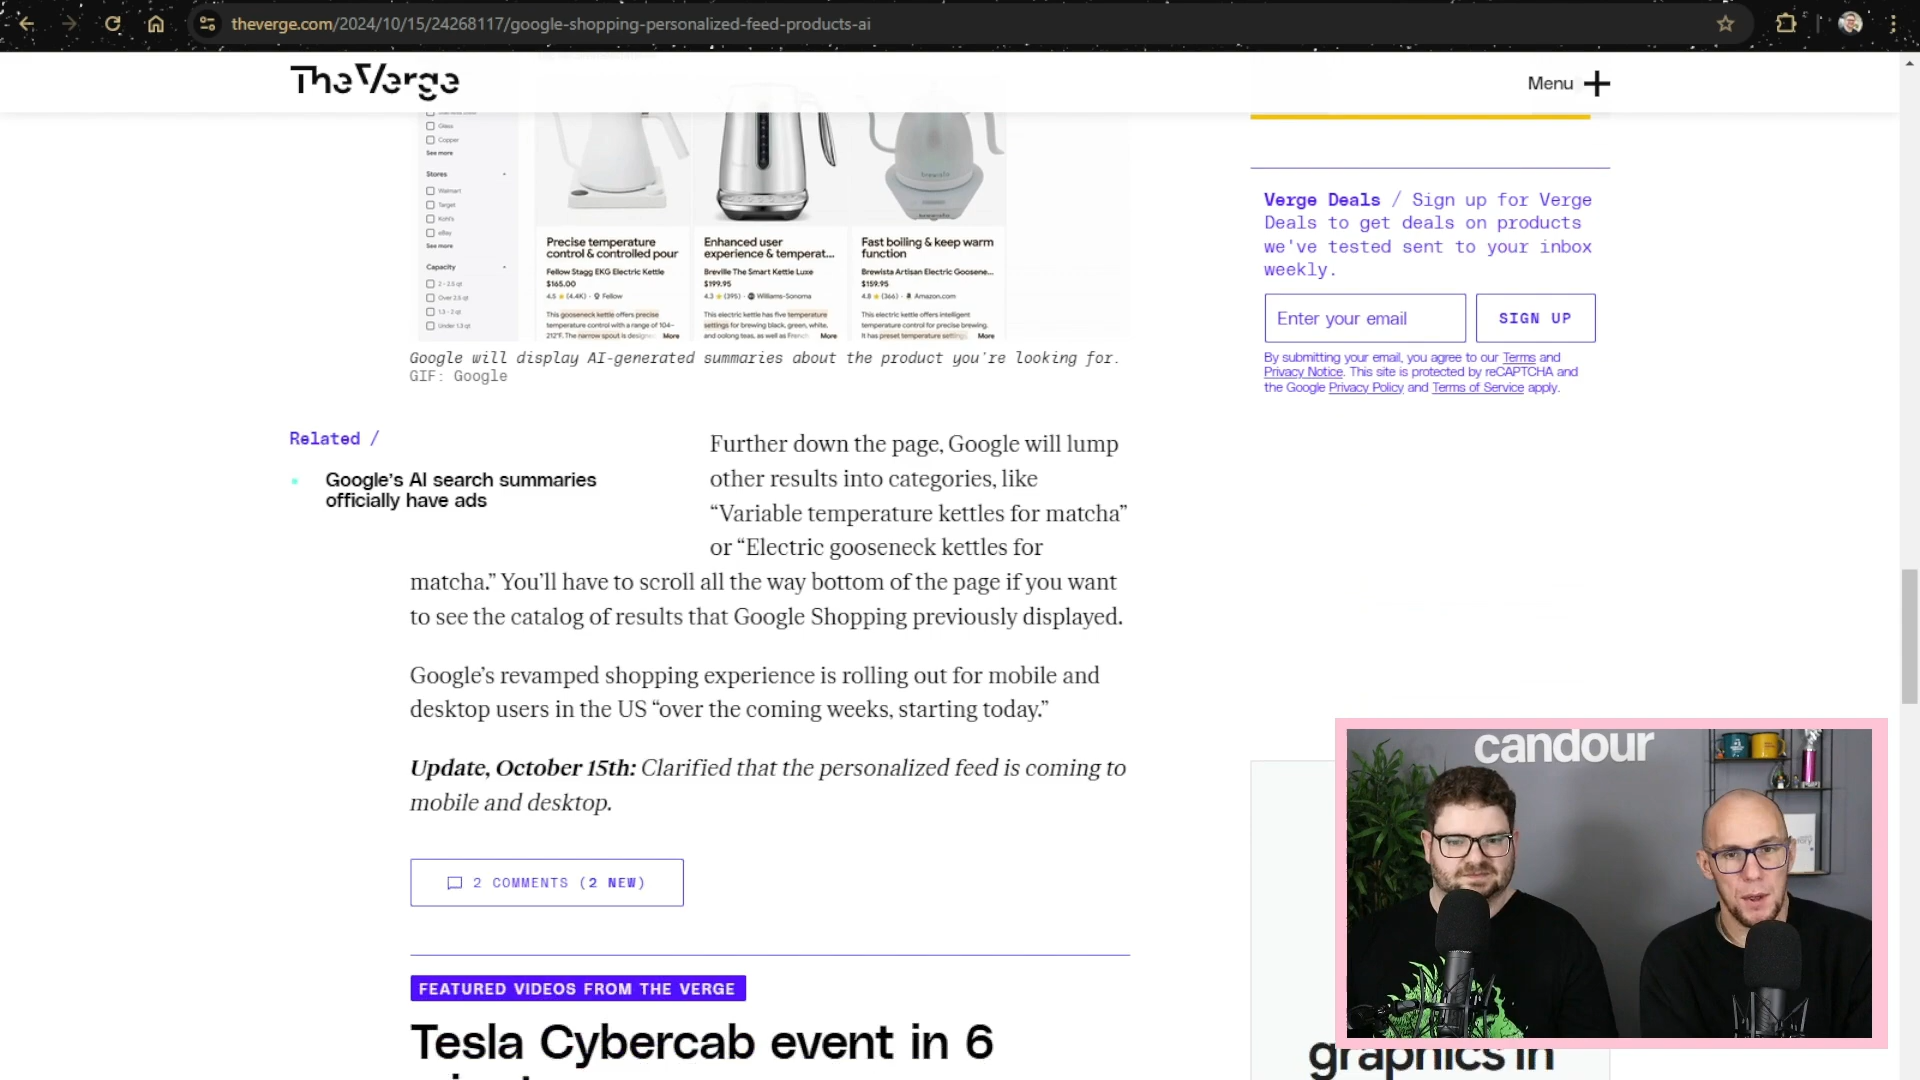 theverge.com/2024/10/15/24268117/google-shopping-personalized-feed-products-ai
The Verge
Menu
Glass
Copper
See more
Stores
Walmart
Target
Kohl's
eBay
See more
Capacity
2 - 2.5 qt
Over 2.5 qt
1.3 - 2 qt
Under 1.3 qt
brewista
Precise temperature
control & controlled pour
Fellow Stagg EKG Electric Kettle
$165.00
4.5 ★ (4.4K) · Fellow
This gooseneck kettle offers precise
temperature control with a range of 104-
212°F. The narrow spout is designe More
Enhanced user
experience & temperat...
Breville The Smart Kettle Luxe
$199.95
4.3 ★ (395) · Williams-Sonoma
This electric kettle has five temperature
settings for brewing black, green, white,
and oolong teas, as well as French More
Fast boiling & keep warm
function
Brewista Artisan Electric Goosene...
$159.95
4.8 ★ (366) · Amazon.com
This electric kettle offers intelligent
temperature control for precise brewing.
It has preset temperature settings More
Google will display AI-generated summaries about the product you're looking for.
GIF: Google
Verge Deals / Sign up for Verge
Deals to get deals on products
we've tested sent to your inbox
weekly.
Enter your email
SIGN UP
By submitting your email, you agree to our Terms and
Privacy Notice. This site is protected by reCAPTCHA and
the Google Privacy Policy and Terms of Service apply.
Related /
Google's AI search summaries
officially have ads
Further down the page, Google will lump
other results into categories, like
“Variable temperature kettles for matcha”
or “Electric gooseneck kettles for
matcha.” You’ll have to scroll all the way bottom of the page if you want
to see the catalog of results that Google Shopping previously displayed.
Google’s revamped shopping experience is rolling out for mobile and
desktop users in the US “over the coming weeks, starting today.”
Update, October 15th: Clarified that the personalized feed is coming to
mobile and desktop.
2 COMMENTS (2 NEW)
FEATURED VIDEOS FROM THE VERGE
Tesla Cybercab event in 6
candour
graphics in